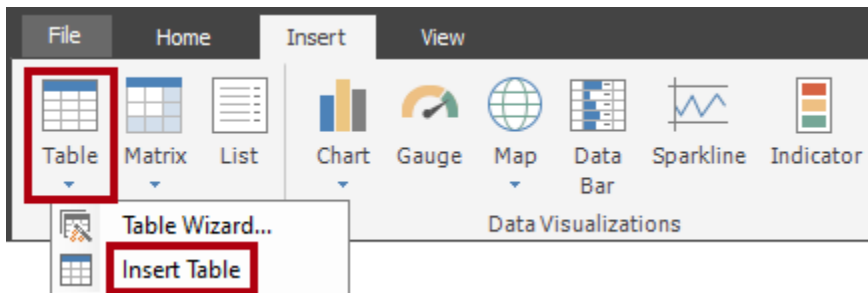 File Home Insert View
Table Matrix List Chart Gauge Map Data Bar Sparkline Indicator
Data Visualizations
Table Wizard...
Insert Table